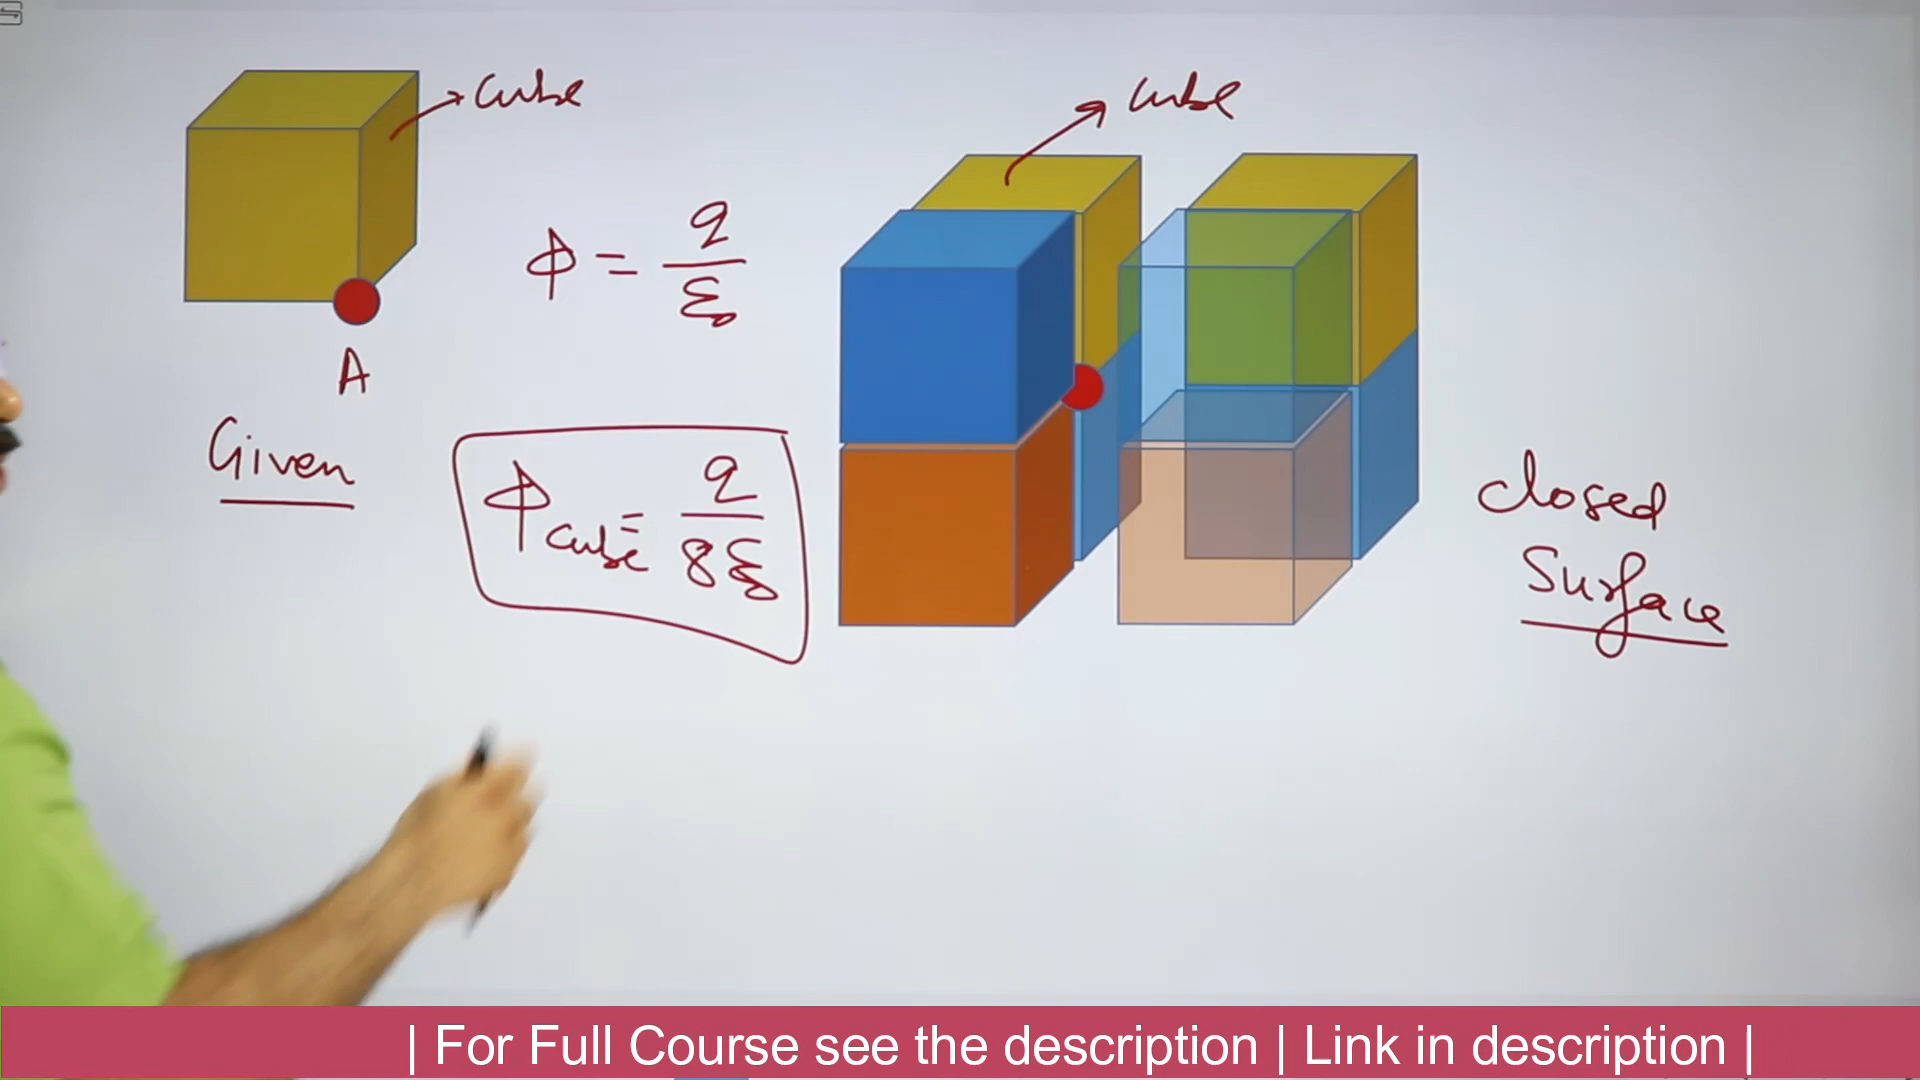 cube
cube
φ = q/ε₀
A
Given
φcube = q/8ε₀
closed
Surface
| For Full Course see the description | Link in description |